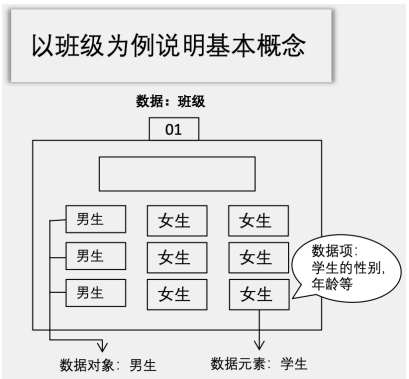 以班级为例说明基本概念
数据：班级
01
男生 女生 女生
男生 女生 女生
男生 女生 女生
数据项：
学生的性别,
年龄等
数据对象：男生
数据元素：学生